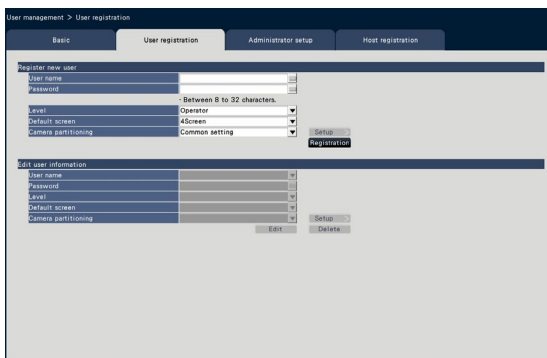 User management > User registration
Basic User registration Administrator setup Host registration
Register new user
User name
Password
· Between 8 to 32 characters.
Level Operator
Default screen 4Screen
Camera partitioning Common setting Setup >
Registration
Edit user information
User name
Password
Level
Default screen
Camera partitioning Setup >
Edit Delete